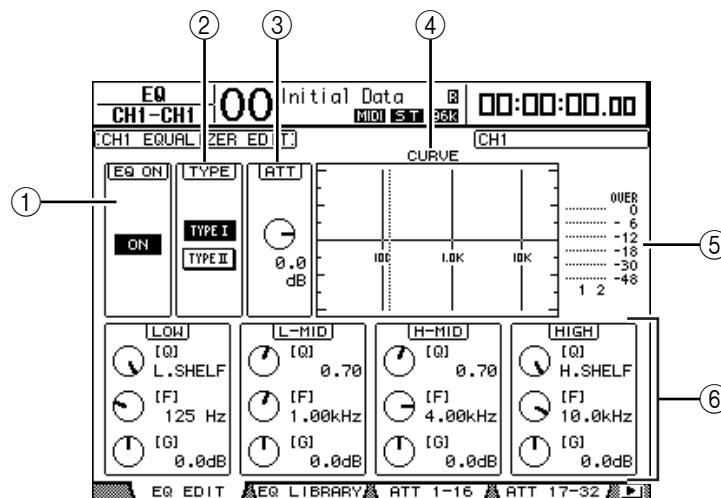 ① ② ③ ④ ⑤ ⑥
EQ
CH1-CH1
00
Initial Data
R
MIDI ST 96K
00:00:00.00
CH1 EQUALIZER EDIT
CH1
EQ ON
ON
TYPE
TYPE I
TYPE II
ATT
0.0
dB
CURVE
100 1.0K 10K
OVER
0
-6
-12
-18
-30
-48
1 2
LOW
[Q]
L.SHELF
[F]
125 Hz
[G]
0.0dB
L-MID
[Q]
0.70
[F]
1.00kHz
[G]
0.0dB
H-MID
[Q]
0.70
[F]
4.00kHz
[G]
0.0dB
HIGH
[Q]
H.SHELF
[F]
10.0kHz
[G]
0.0dB
EQ EDIT EQ LIBRARY ATT 1-16 ATT 17-32